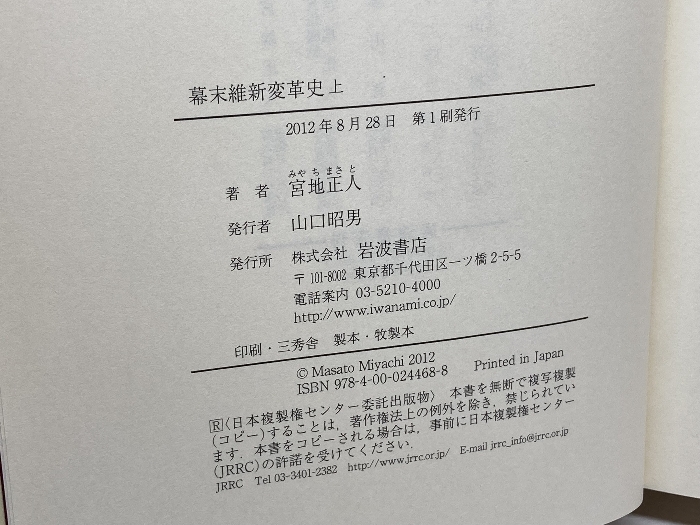 幕末維新変革史 上
2012年8月28日 第1刷発行
みや ち まさ と
著者 宮地正人
発行者 山口昭男
発行所 株式会社 岩波書店
〒101-8002 東京都千代田区一ツ橋2-5-5
電話案内 03-5210-4000
http://www.iwanami.co.jp/
印刷・三秀舎 製本・牧製本
© Masato Miyachi 2012
ISBN 978-4-00-024468-8 Printed in Japan
R〈日本複製権センター委託出版物〉 本書を無断で複写複製
(コピー)することは,著作権法上の例外を除き,禁じられてい
ます.本書をコピーされる場合は,事前に日本複製権センター
(JRRC)の許諾を受けてください.
JRRC Tel 03-3401-2382 http://www.jrrc.or.jp/ E-mail jrrc_info@jrrc.or.jp